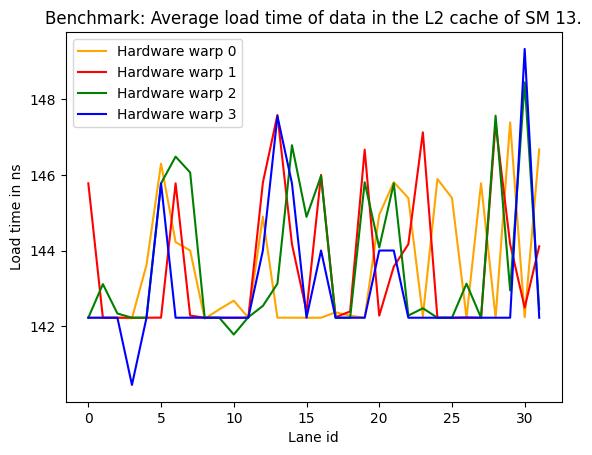 Benchmark: Average load time of data in the L2 cache of SM 13.
Hardware warp 0
Hardware warp 1
Hardware warp 2
Hardware warp 3
Load time in ns
148
146
144
142
0 5 10 15 20 25 30
Lane id